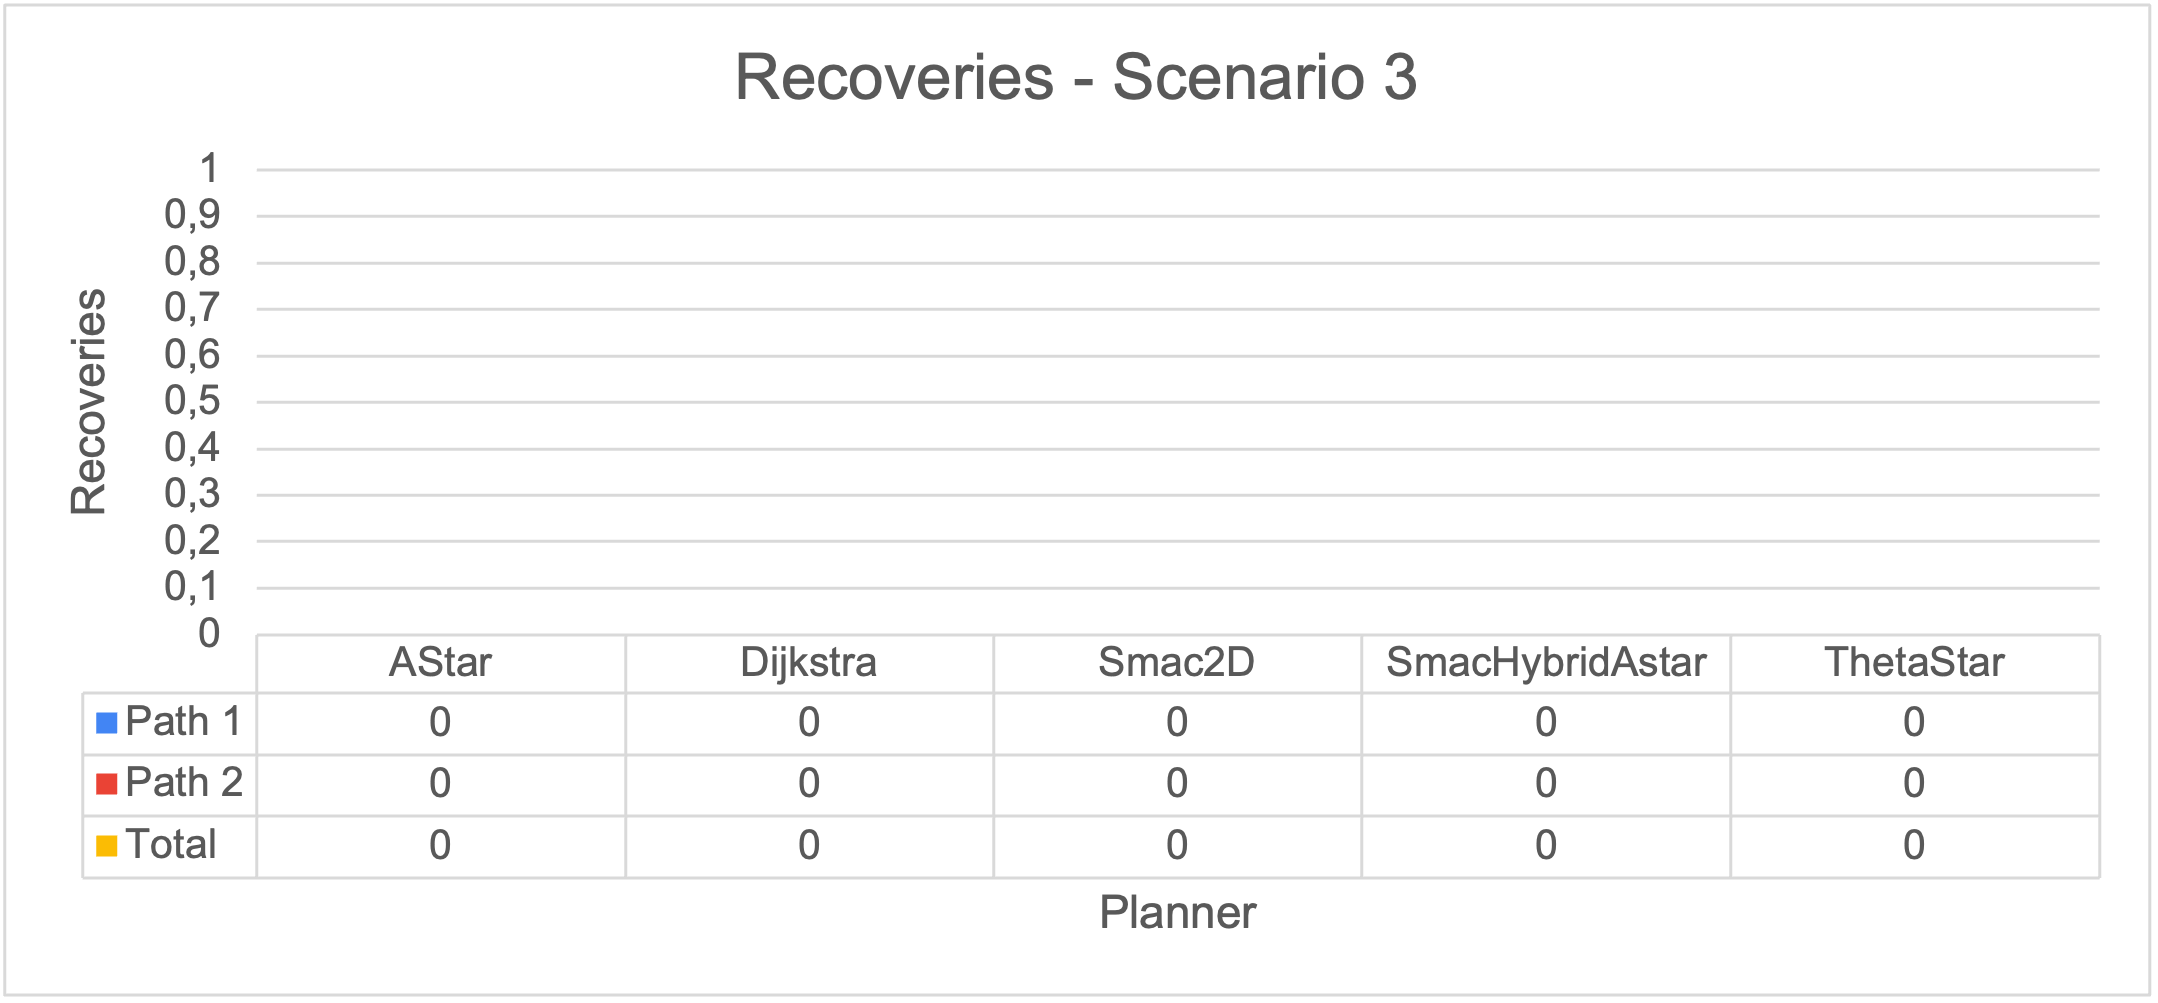 Recoveries - Scenario 3
Recoveries
1
0,9
0,8
0,7
0,6
0,5
0,4
0,3
0,2
0,1
0
AStar Dijkstra Smac2D SmacHybridAstar ThetaStar
Path 1 0 0 0 0 0
Path 2 0 0 0 0 0
Total 0 0 0 0 0
Planner